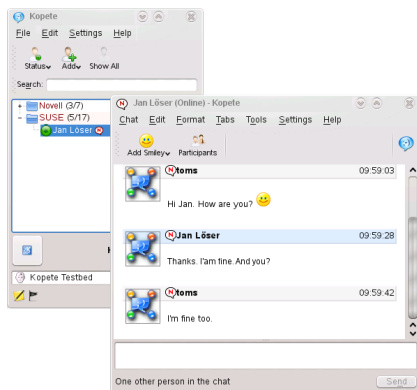 Kopete
File Edit Settings Help
Status Add Show All
Search:
Novell (3/7)
SUSE (5/17)
Jan Löser
Kopete Testbed
Jan Löser (Online) - Kopete
Chat Edit Format Tabs Tools Settings Help
Add Smiley Participants
toms 09:59:03
Hi Jan. How are you?
Jan Löser 09:59:28
Thanks. I'am fine. And you?
toms 09:59:42
I'm fine too.
One other person in the chat
Send